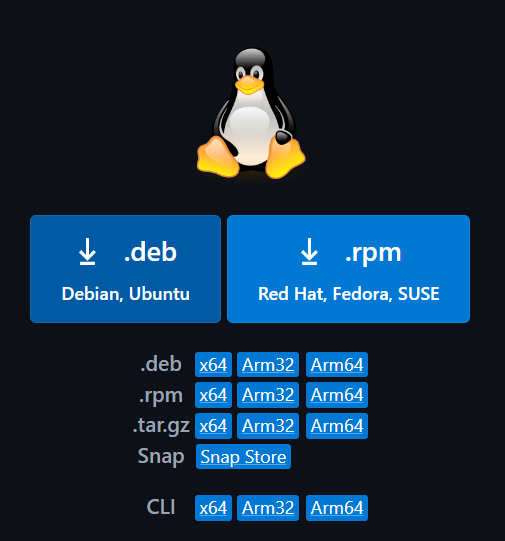 .deb .rpm
Debian, Ubuntu Red Hat, Fedora, SUSE
.deb x64 Arm32 Arm64
.rpm x64 Arm32 Arm64
.tar.gz x64 Arm32 Arm64
Snap Snap Store
CLI x64 Arm32 Arm64